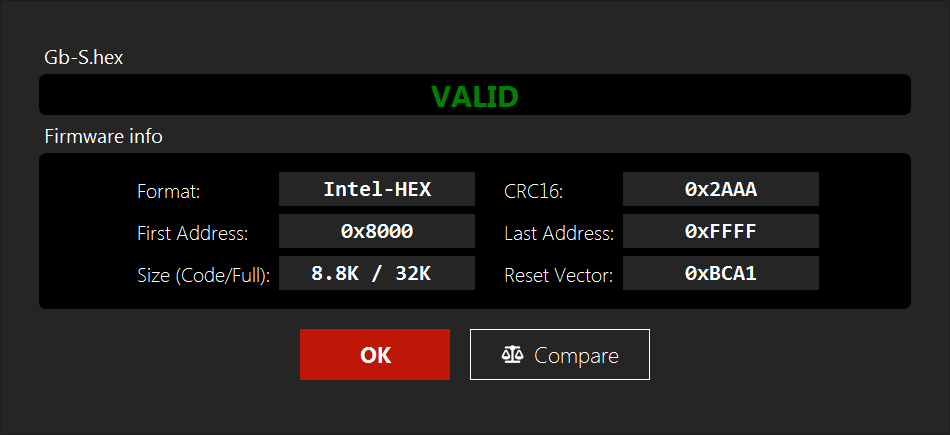 Gb-S.hex
VALID
Firmware info
Format: Intel-HEX CRC16: 0x2AAA
First Address: 0x8000 Last Address: 0xFFFF
Size (Code/Full): 8.8K / 32K Reset Vector: 0xBCA1
OK Compare